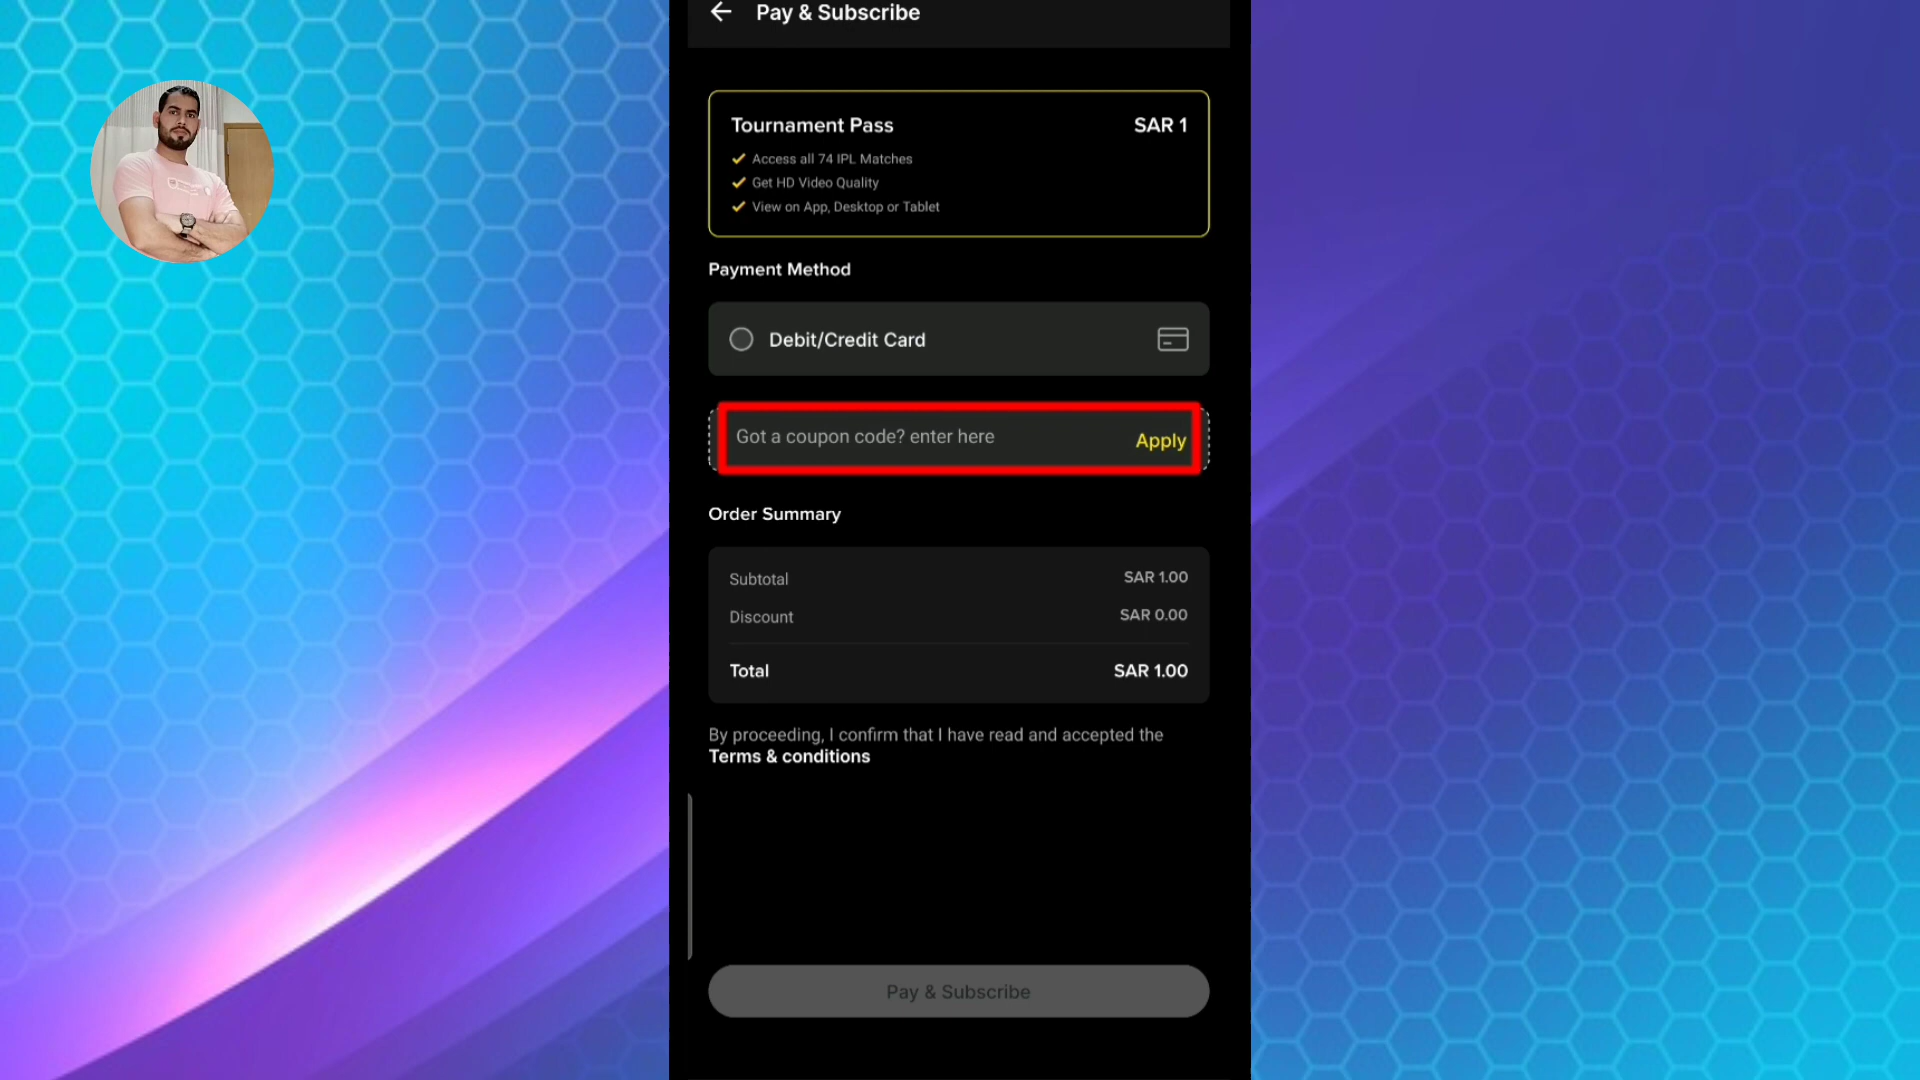 Pay & Subscribe
Tournament Pass SAR 1
Access all 74 IPL Matches
Get HD Video Quality
View on App, Desktop or Tablet
Payment Method
Debit/Credit Card
Got a coupon code? enter here Apply
Order Summary
Subtotal SAR 1.00
Discount SAR 0.00
Total SAR 1.00
By proceeding, I confirm that I have read and accepted the
Terms & conditions
Pay & Subscribe